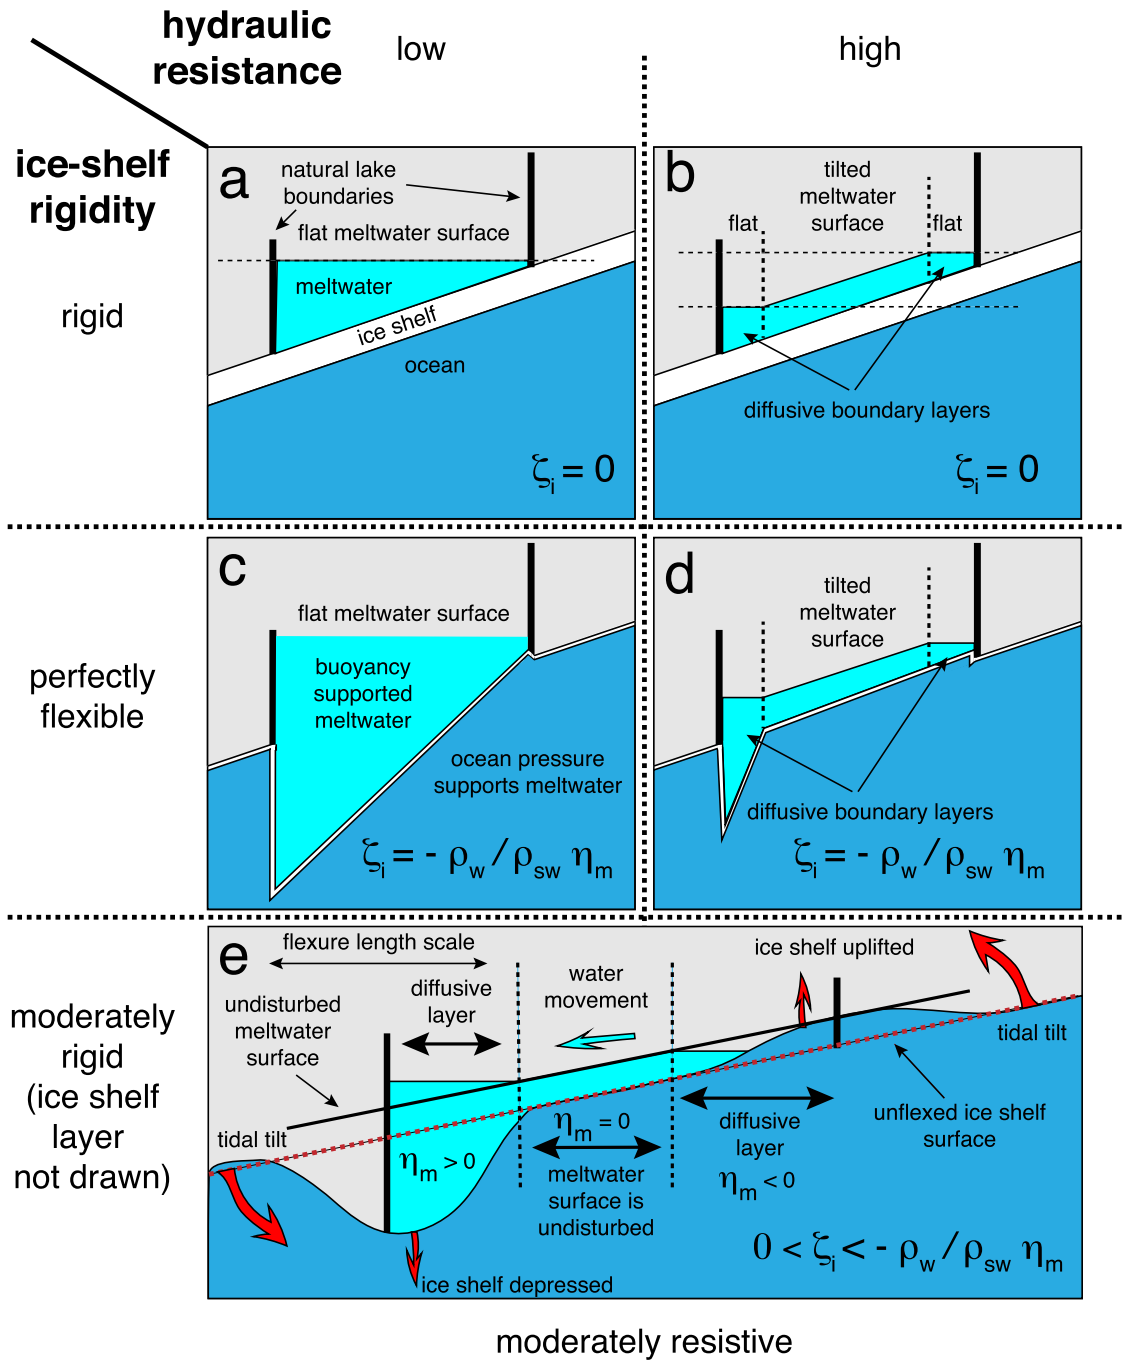 hydraulic
resistance
low
high
ice-shelf
rigidity
rigid
a
natural lake
boundaries
flat meltwater surface
meltwater
ice shelf
ocean
ζi = 0
b
tilted
meltwater
surface
flat
flat
diffusive boundary layers
ζi = 0
perfectly
flexible
c
flat meltwater surface
buoyancy
supported
meltwater
ocean pressure
supports meltwater
ζi = - ρw / ρsw ηm
d
tilted
meltwater
surface
diffusive boundary layers
ζi = - ρw / ρsw ηm
moderately
rigid
(ice shelf
layer
not drawn)
e
flexure length scale
undisturbed
meltwater
surface
diffusive
layer
water
movement
ice shelf uplifted
tidal tilt
tidal tilt
ηm > 0
ηm = 0
meltwater
surface is
undisturbed
diffusive
layer
ηm < 0
unflexed ice shelf
surface
ice shelf depressed
0 < ζi < - ρw / ρsw ηm
moderately resistive